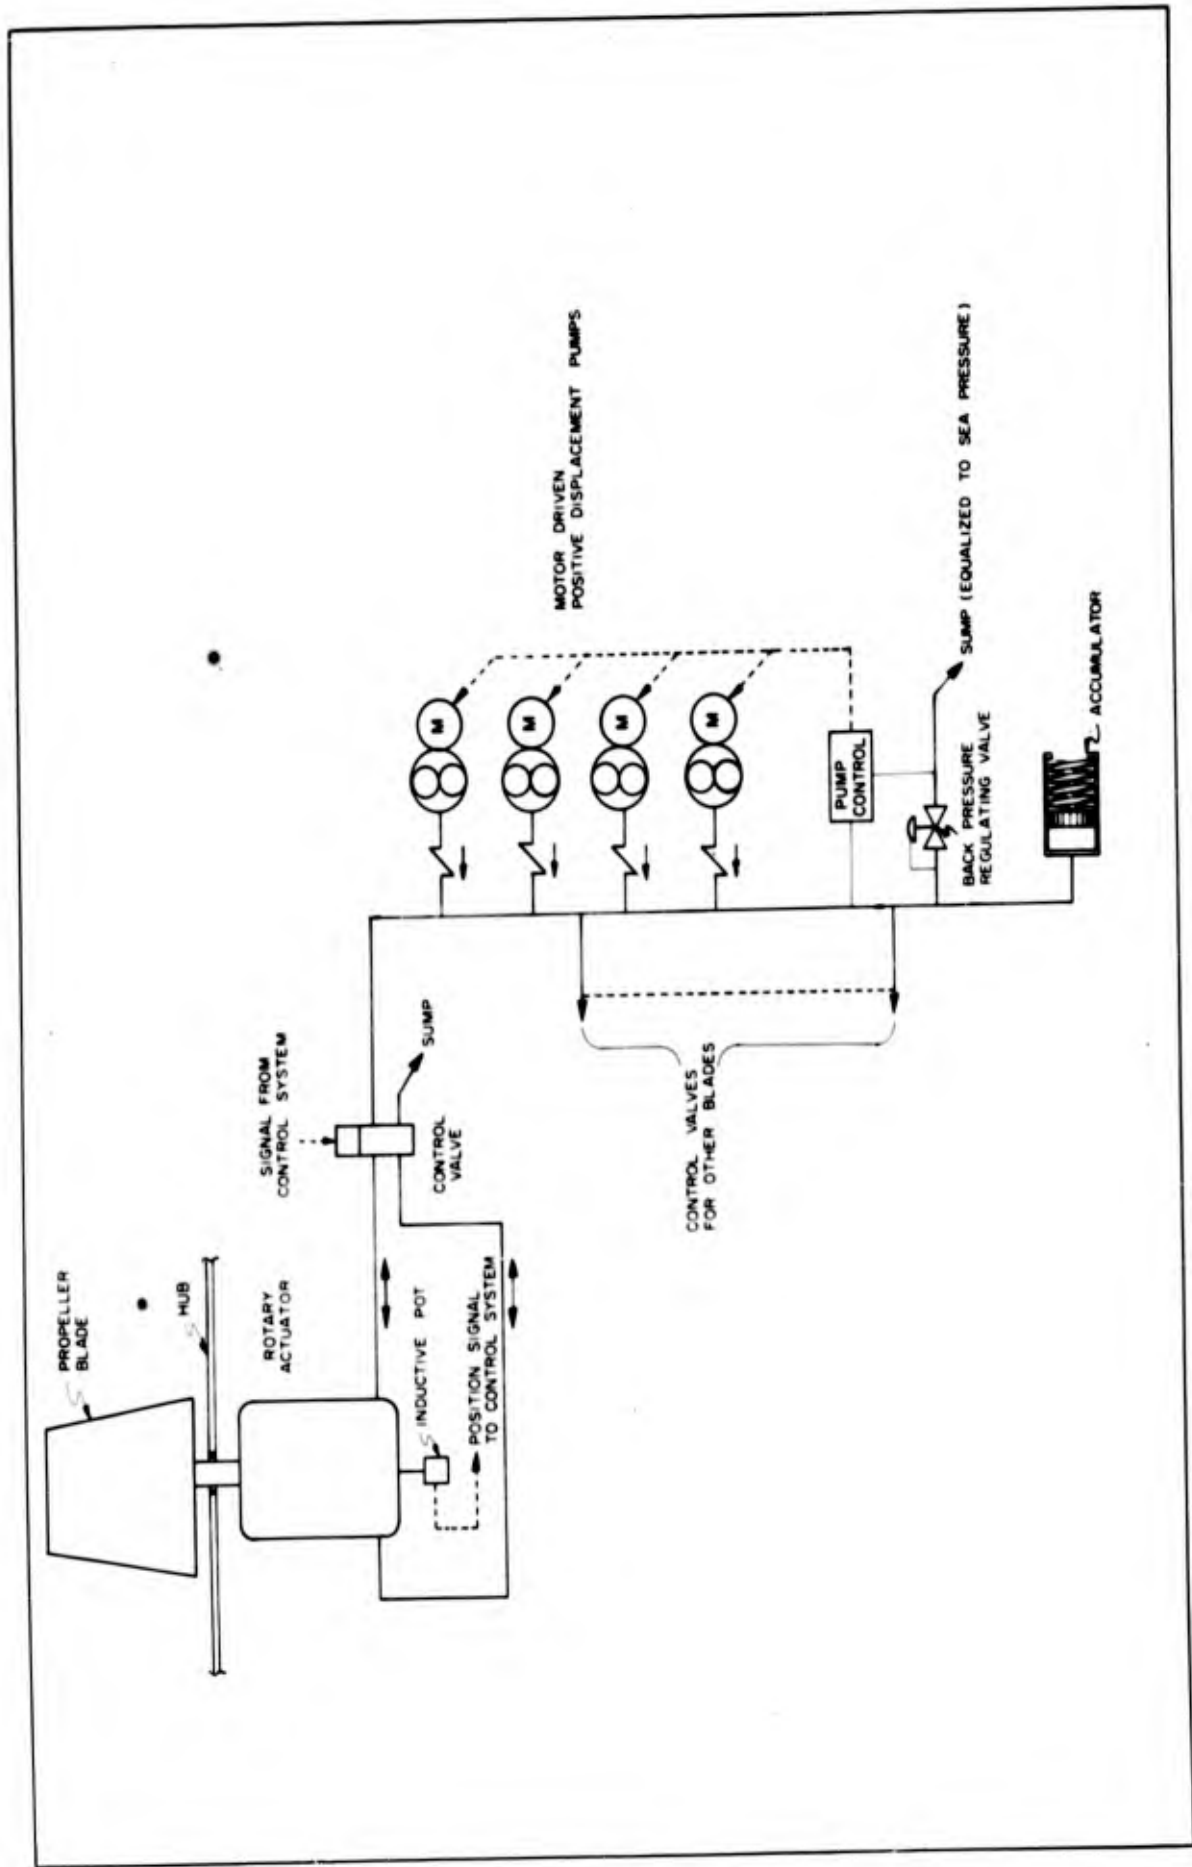 PROPELLER
BLADE
HUB
SIGNAL FROM
CONTROL SYSTEM
ROTARY
ACTUATOR
SUMP
CONTROL
VALVE
INDUCTIVE POT
POSITION SIGNAL
TO CONTROL SYSTEM
M
M
M
M
MOTOR DRIVEN
POSITIVE DISPLACEMENT PUMPS
CONTROL VALVES
FOR OTHER BLADES
PUMP
CONTROL
SUMP (EQUALIZED TO SEA PRESSURE)
BACK PRESSURE
REGULATING VALVE
ACCUMULATOR